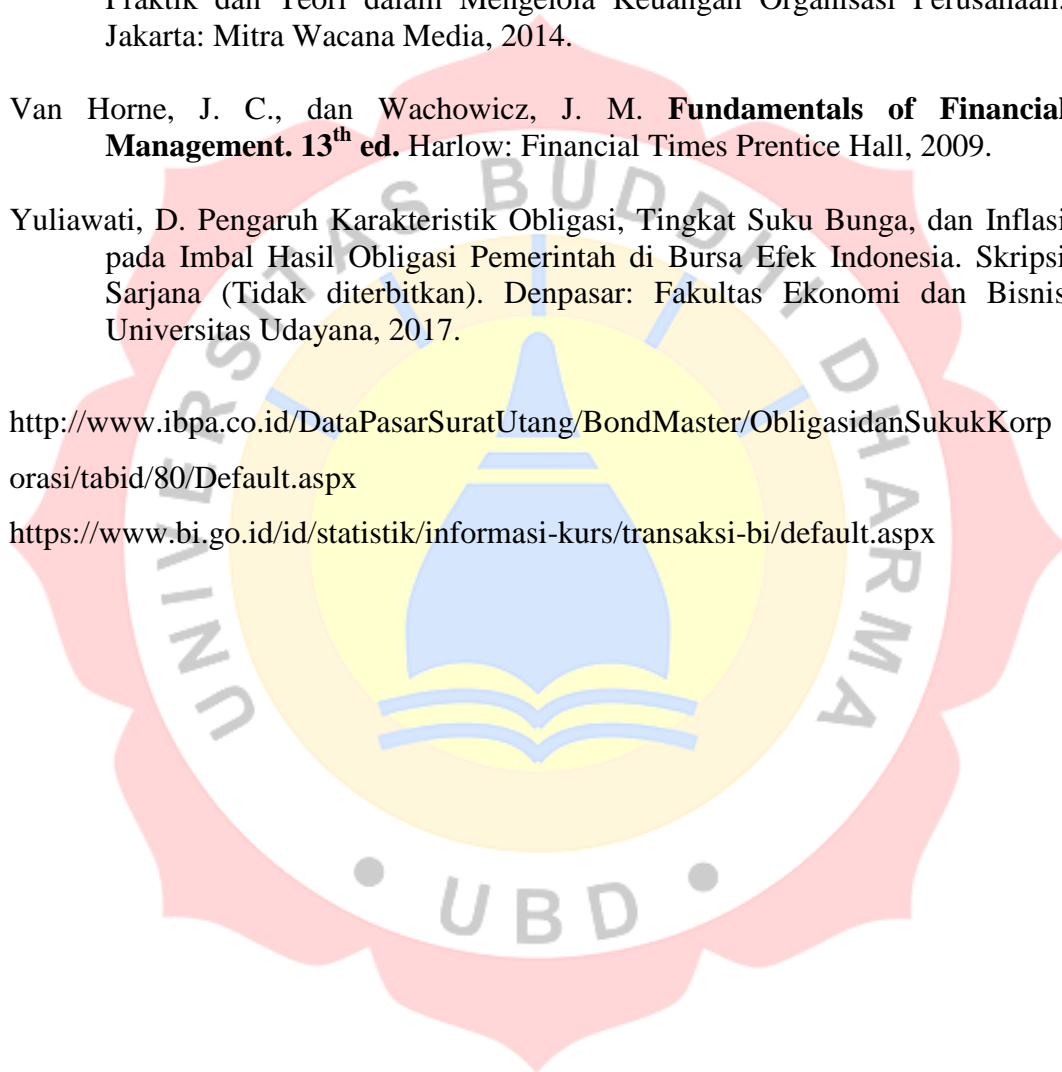 Praktik dan Teori dalam Mengelola Keuangan Organisasi Perusahaan.
Jakarta: Mitra Wacana Media, 2014.
Van Horne, J. C., dan Wachowicz, J. M. Fundamentals of Financial
Management. 13th ed. Harlow: Financial Times Prentice Hall, 2009.
Yuliawati, D. Pengaruh Karakteristik Obligasi, Tingkat Suku Bunga, dan Inflasi
pada Imbal Hasil Obligasi Pemerintah di Bursa Efek Indonesia. Skripsi
Sarjana (Tidak diterbitkan). Denpasar: Fakultas Ekonomi dan Bisnis
Universitas Udayana, 2017.
http://www.ibpa.co.id/DataPasarSuratUtang/BondMaster/ObligasidanSukukKorp
orasi/tabid/80/Default.aspx
https://www.bi.go.id/id/statistik/informasi-kurs/transaksi-bi/default.aspx
UNIVERSITAS BUDDHI DHARMA
• UBD •